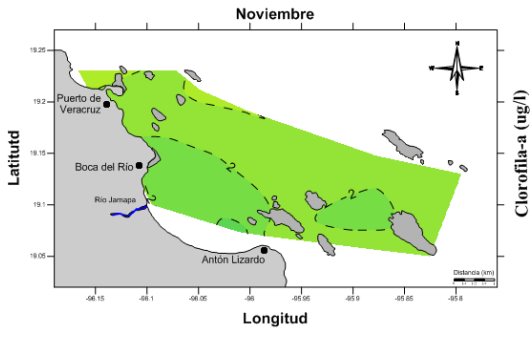 Noviembre
19.25
19.2
19.15
19.1
19.05
Latitutd
Puerto de
Veracruz
Boca del Río
Río Jamapa
Antón Lizardo
2
2
2
N
W
E
S
Distancia (km)
-96.15
-96.1
-96.05
-96
-95.95
-95.9
-95.85
-95.8
Longitud
Clorofila-a (ug/l)